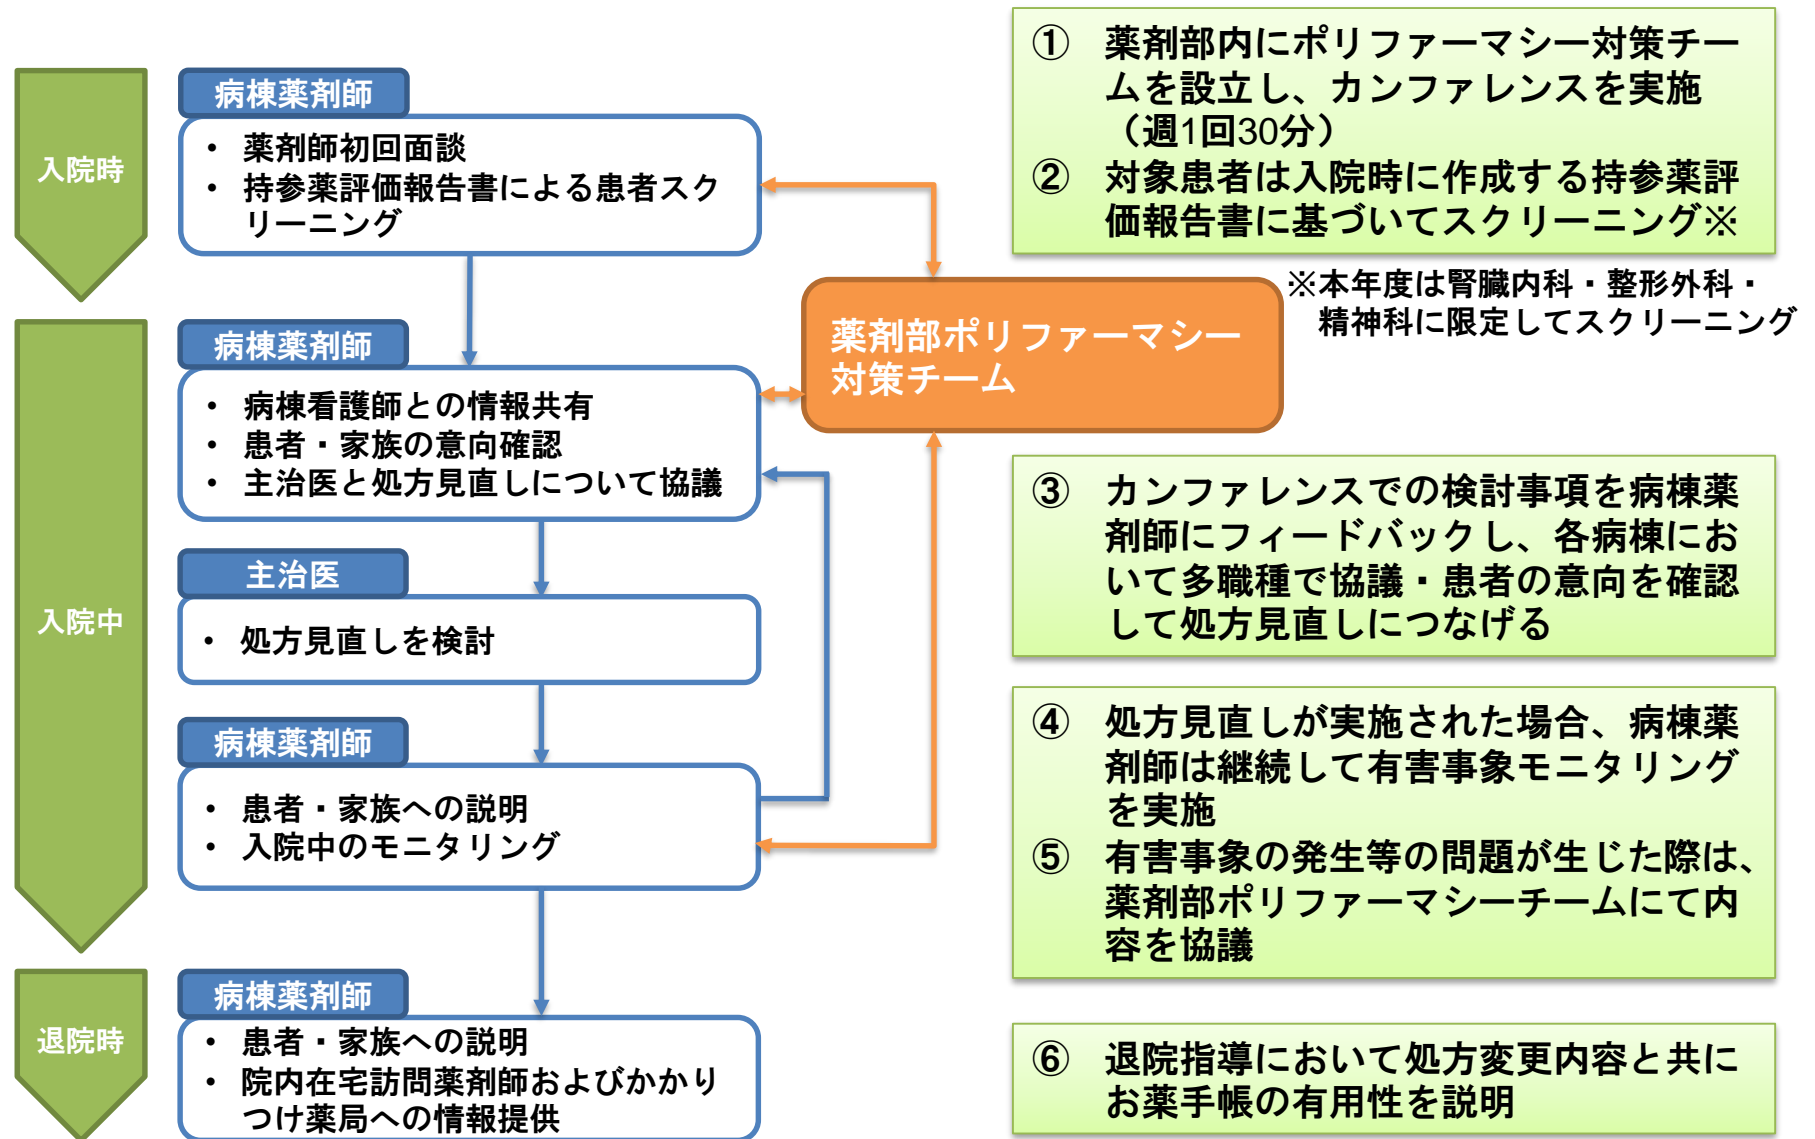 入院時
病棟薬剤師
・ 薬剤師初回面談
・ 持参薬評価報告書による患者スク
リーニング
入院中
病棟薬剤師
・ 病棟看護師との情報共有
・ 患者・家族の意向確認
・ 主治医と処方見直しについて協議
主治医
・ 処方見直しを検討
病棟薬剤師
・ 患者・家族への説明
・ 入院中のモニタリング
退院時
病棟薬剤師
・ 患者・家族への説明
・ 院内在宅訪問薬剤師およびかかり
つけ薬局への情報提供
薬剤部ポリファーマシー
対策チーム
① 薬剤部内にポリファーマシー対策チー
ムを設立し、カンファレンスを実施
（週1回30分）
② 対象患者は入院時に作成する持参薬評
価報告書に基づいてスクリーニング※
※本年度は腎臓内科・整形外科・
精神科に限定してスクリーニング
③ カンファレンスでの検討事項を病棟薬
剤師にフィードバックし、各病棟にお
いて多職種で協議・患者の意向を確認
して処方見直しにつなげる
④ 処方見直しが実施された場合、病棟薬
剤師は継続して有害事象モニタリング
を実施
⑤ 有害事象の発生等の問題が生じた際は、
薬剤部ポリファーマシーチームにて内
容を協議
⑥ 退院指導において処方変更内容と共に
お薬手帳の有用性を説明